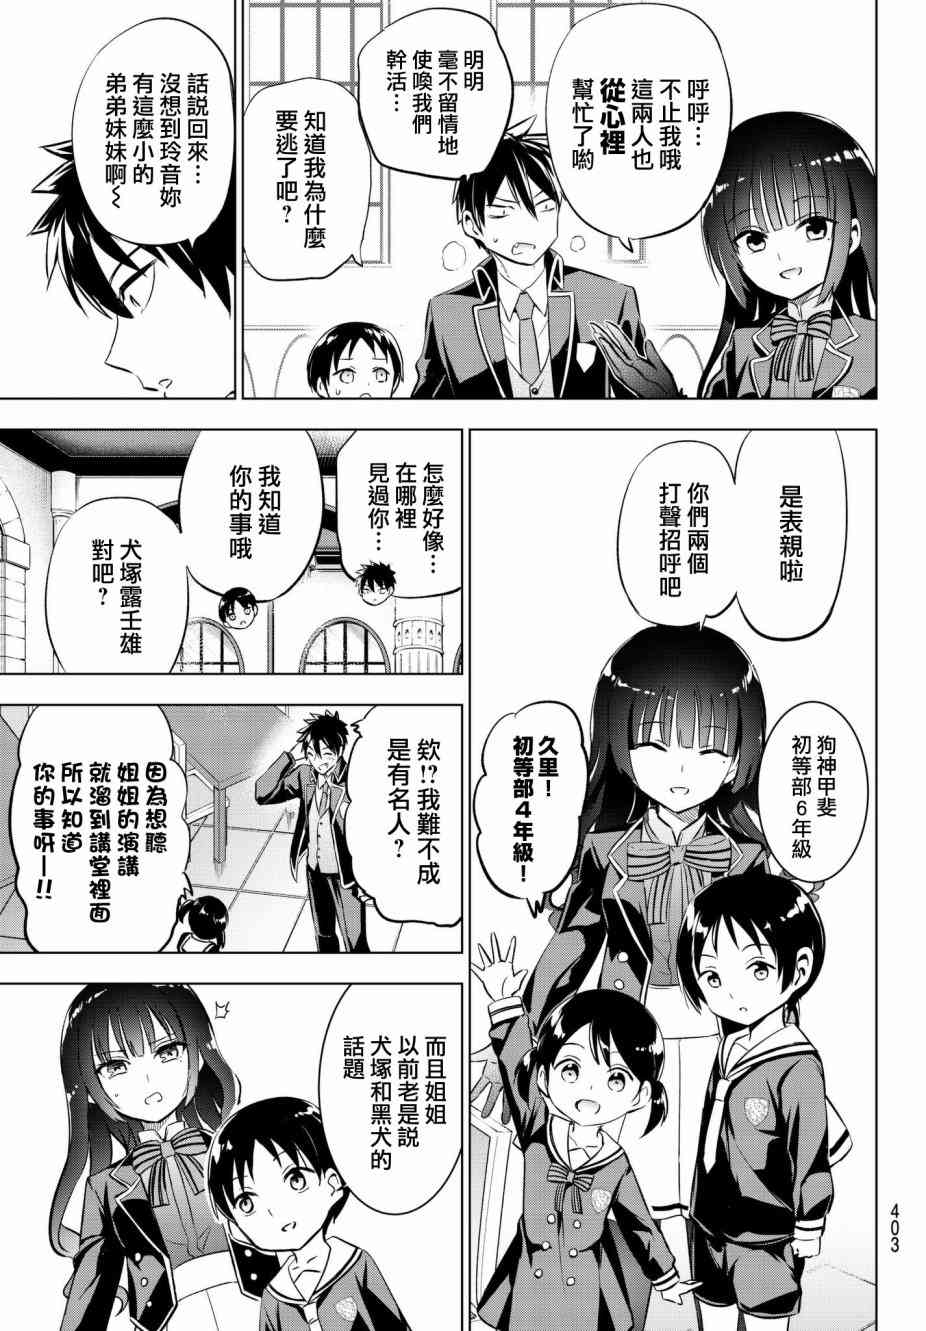 呼呼…
不止我哦
這兩人也
從心裡
幫忙了喲
明明
毫不留情地
使喚我們
幹活…
知道我為什麼
要逃了吧?
話說回來…
沒想到玲音妳
有這麼小的
弟弟妹妹啊~
是表親啦
你們兩個
打聲招呼吧
狗神甲斐
初等部6年級
久里!
初等部4年級!
怎麼好像…
在哪裡
見過你…
我知道
你的事哦
犬塚露壬雄
對吧?
欸!?我難不成
是有名人?
因為想聽
姐姐的演講
就溜到講堂裡面
所以知道
你的事呀—!!
而且姐姐
以前老是說
犬塚和黑犬的
話題
403